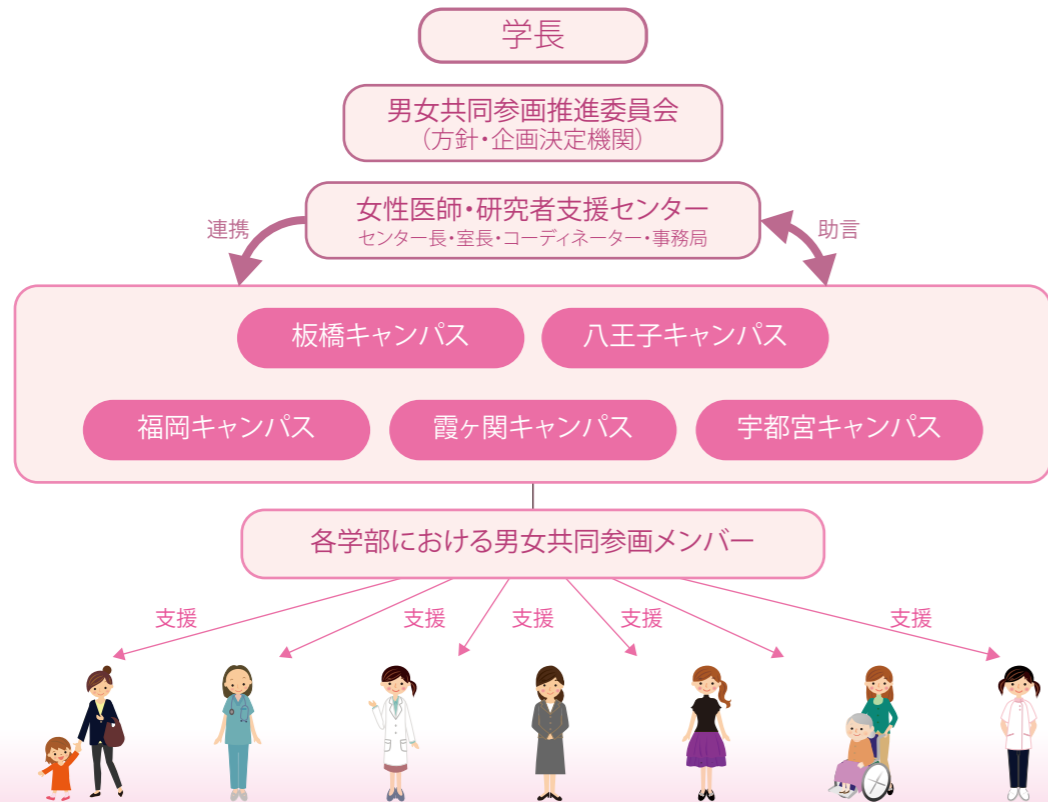 学長
男女共同参画推進委員会
（方針・企画決定機関）
女性医師・研究者支援センター
センター長・室長・コーディネーター・事務局
連携
助言
板橋キャンパス
八王子キャンパス
福岡キャンパス
霞ヶ関キャンパス
宇都宮キャンパス
各学部における男女共同参画メンバー
支援
支援
支援
支援
支援